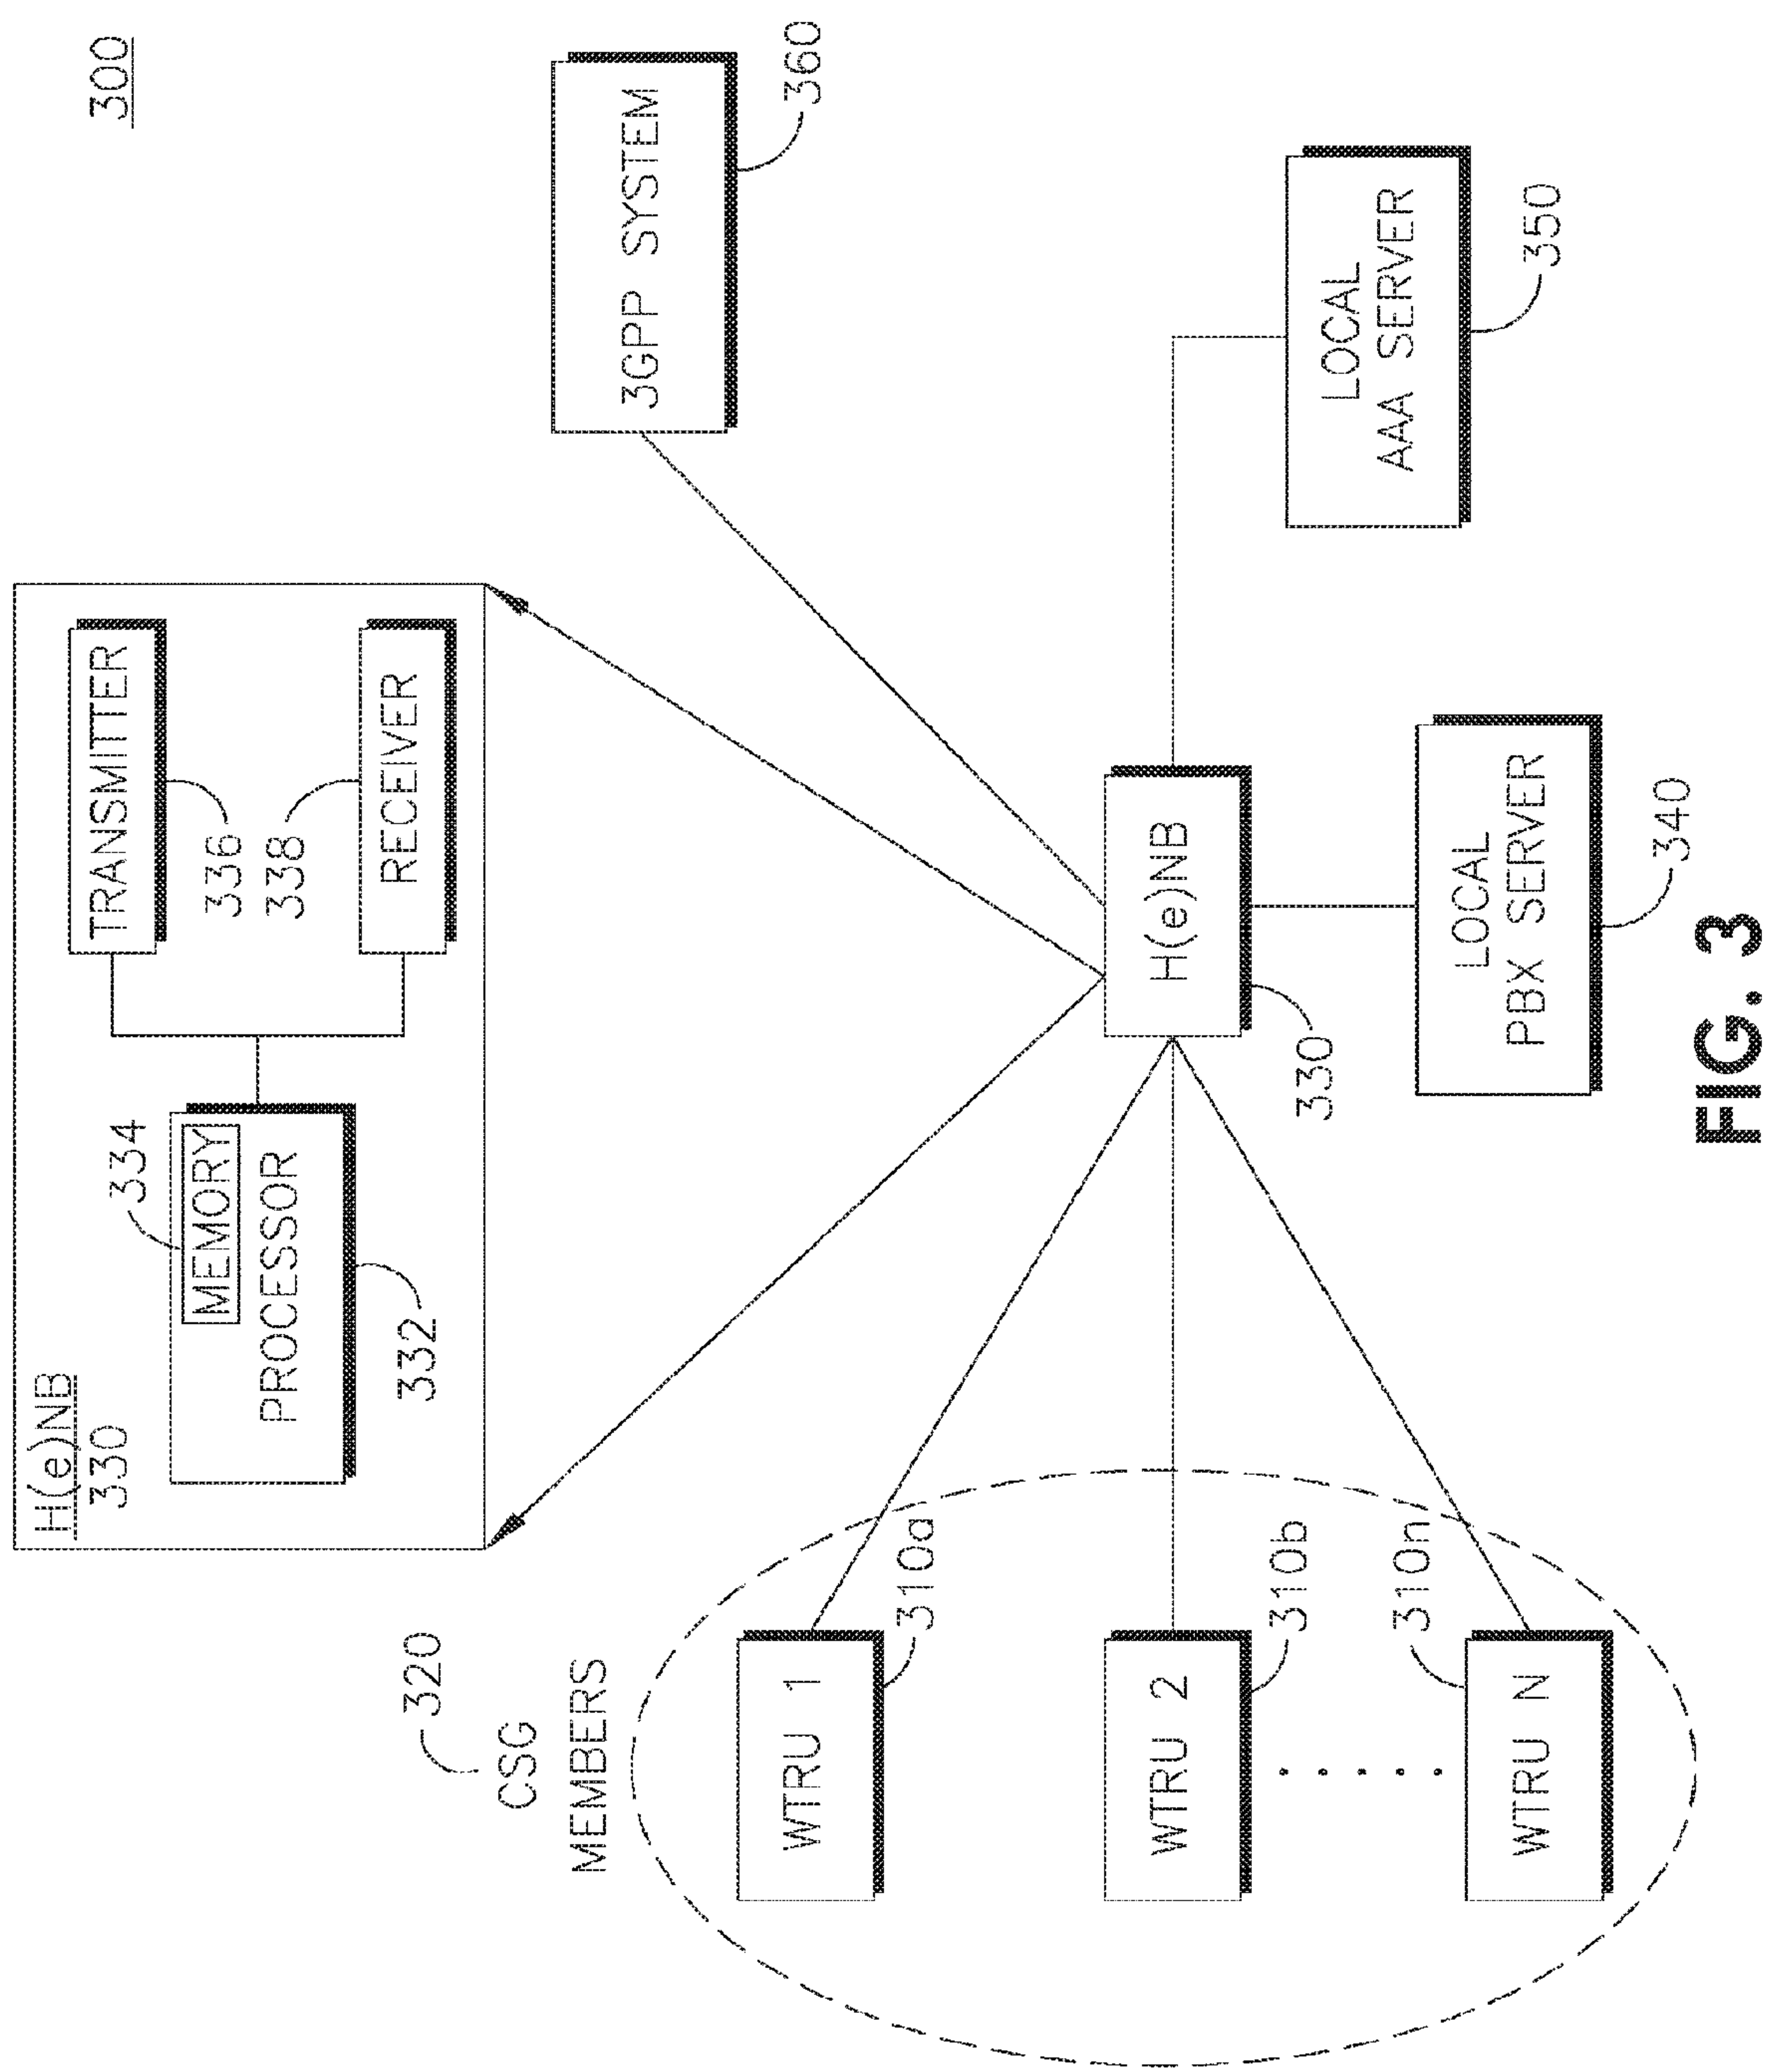 300
H(e)NB
330
334
MEMORY
PROCESSOR
332
TRANSMITTER
336
338
RECEIVER
320
CSG
MEMBERS
3GPP SYSTEM
360
WTRU 1
310a
WTRU 2
310b
310n
WTRU N
H(e)NB
330
LOCAL
AAA SERVER
350
LOCAL
PBX SERVER
340
FIG. 3